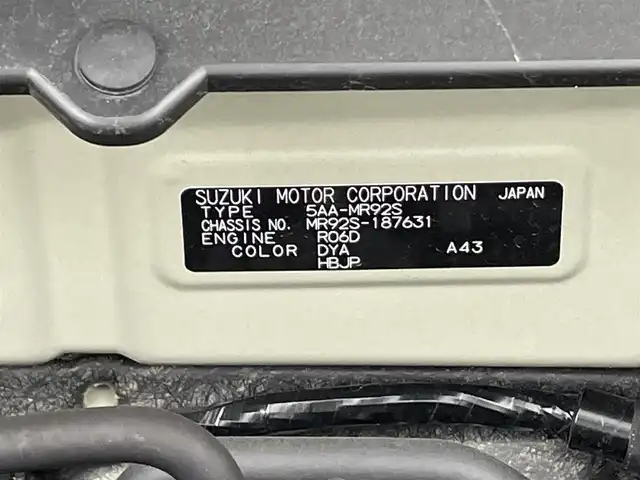 SUZUKI MOTOR CORPORATION JAPAN
TYPE 5AA-MR92S
CHASSIS NO. MR92S-187631
ENGINE R06D
COLOR DYA A43
HBJP